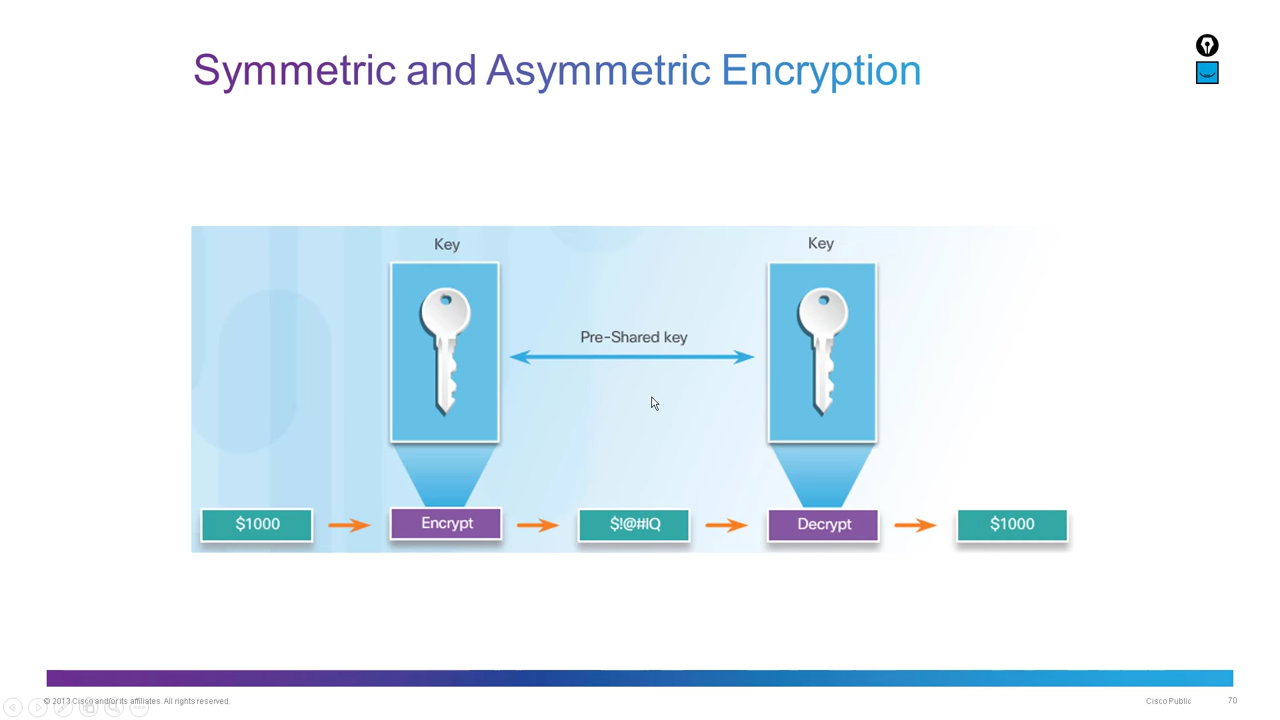 Symmetric and Asymmetric Encryption
Key
Key
Pre-Shared key
$1000
Encrypt
$!@#IQ
Decrypt
$1000
© 2013 Cisco and/or its affiliates. All rights reserved.
Cisco Public
70